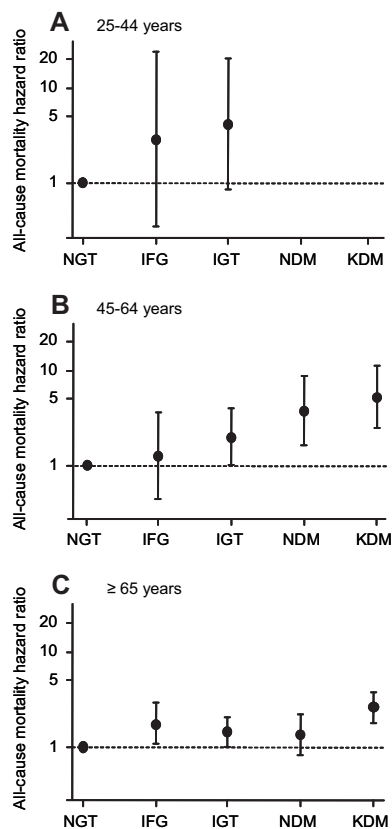 A
25-44 years
All-cause mortality hazard ratio
20
10
5
1
NGT IFG IGT NDM KDM
B
45-64 years
All-cause mortality hazard ratio
20
10
5
1
NGT IFG IGT NDM KDM
C
≥ 65 years
All-cause mortality hazard ratio
20
10
5
1
NGT IFG IGT NDM KDM